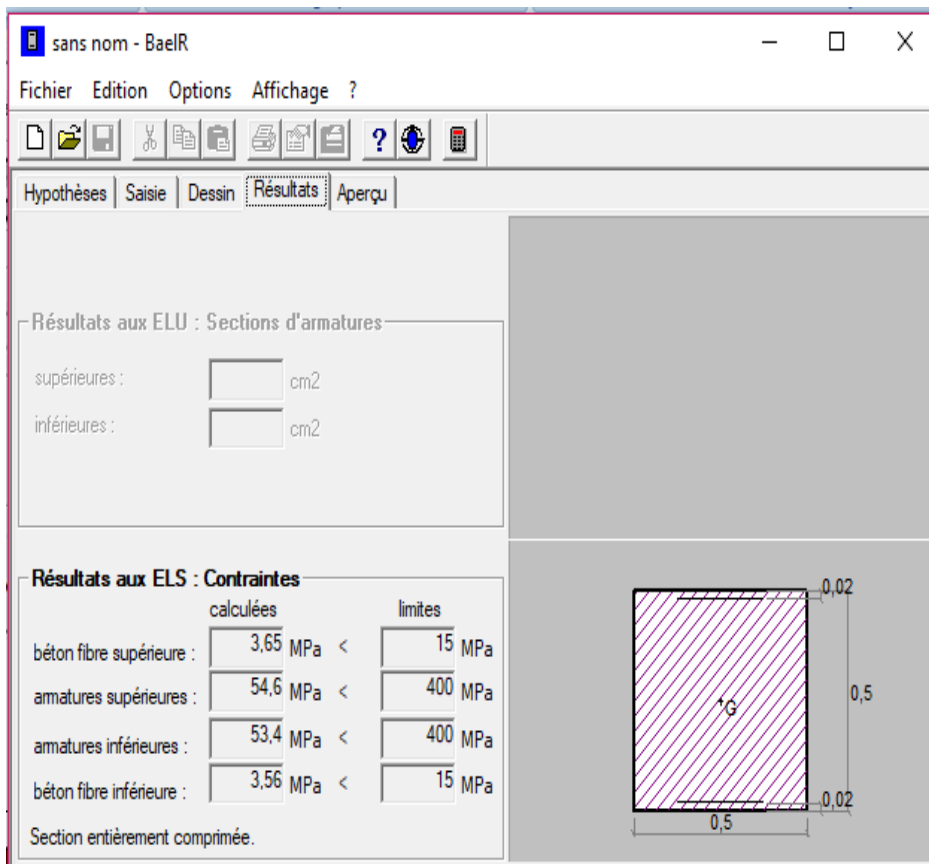 sans nom - BaelR
Fichier Edition Options Affichage ?
Hypothèses Saisie Dessin Résultats Aperçu
Résultats aux ELU : Sections d'armatures
supérieures : cm2
inférieures : cm2
Résultats aux ELS : Contraintes
calculées limites
béton fibre supérieure : 3,65 MPa < 15 MPa
armatures supérieures : 54,6 MPa < 400 MPa
armatures inférieures : 53,4 MPa < 400 MPa
béton fibre inférieure : 3,56 MPa < 15 MPa
Section entièrement comprimée.
0,02
0,5
G
0,02
0,5